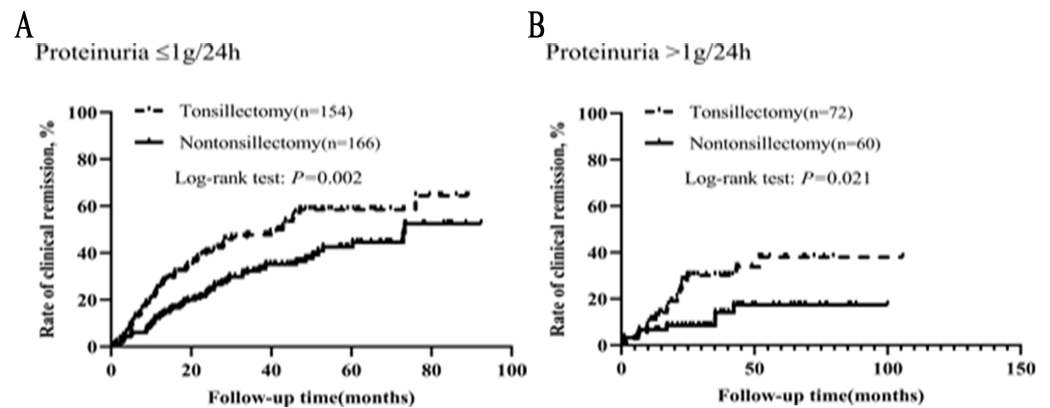 A
Proteinuria ≤1g/24h
Rate of clinical remission, %
100
80
60
40
20
0
Tonsillectomy(n=154)
Nontonsillectomy(n=166)
Log-rank test: P=0.002
0 20 40 60 80 100
Follow-up time(months)
B
Proteinuria >1g/24h
Rate of clinical remission, %
100
80
60
40
20
0
Tonsillectomy(n=72)
Nontonsillectomy(n=60)
Log-rank test: P=0.021
0 50 100 150
Follow-up time(months)